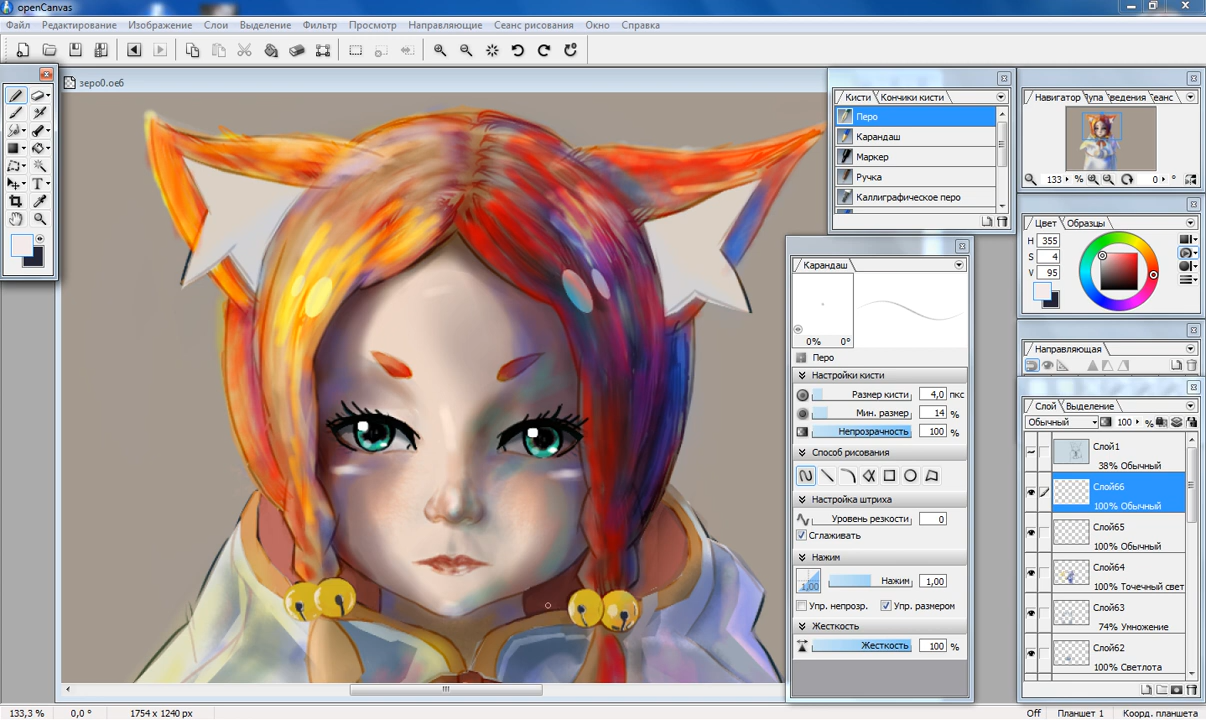 openCanvas
Файл Редактирование Изображение Слои Выделение Фильтр Просмотр Направляющие Сеанс рисования Окно Справка
зеро0.oe6
Кисти Кончики кисти
Перо
Карандаш
Маркер
Ручка
Каллиграфическое перо
Навигатор Лупа ведения Сеанс
133 % 0 °
Цвет Образцы
H 355
S 4
V 95
Карандаш
0% 0°
Перо
Настройки кисти
Размер кисти 4,0 пкс
Мин. размер 14 %
Непрозрачность 100 %
Способ рисования
Настройка штриха
Уровень резкости 0
Сглаживать
Нажим
1,00 Нажим 1,00
Упр. непрозр. Упр. размером
Жесткость
Жесткость 100 %
Направляющая
Слой Выделение
Обычный 100 %
Слой1
38% Обычный
Слой66
100% Обычный
Слой65
100% Обычный
Слой64
100% Точечный свет
Слой63
74% Умножение
Слой62
100% Светлота
133,3 % 0,0 ° 1754 x 1240 px Off Планшет 1 Коорд. планшета